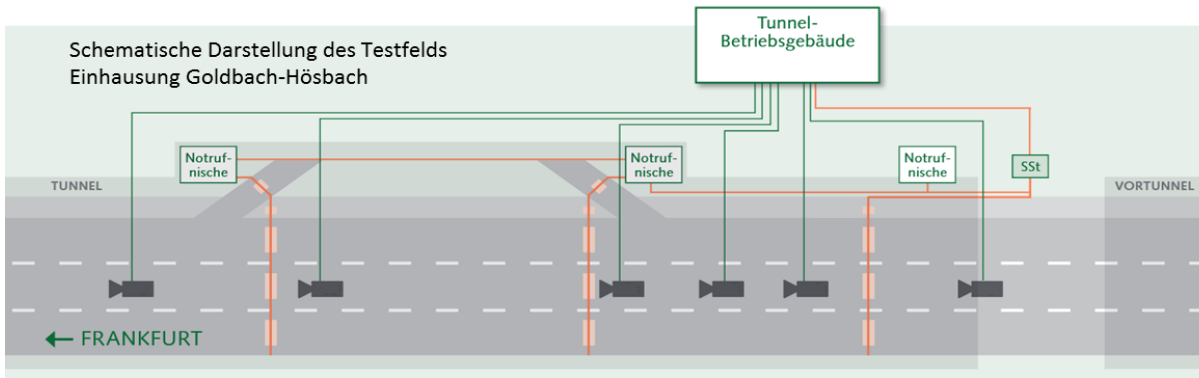 Schematische Darstellung des Testfelds
Einhausung Goldbach-Hösbach
Tunnel-
Betriebsgebäude
Notruf-
nische
Notruf-
nische
Notruf-
nische
SSt
TUNNEL
VORTUNNEL
← FRANKFURT